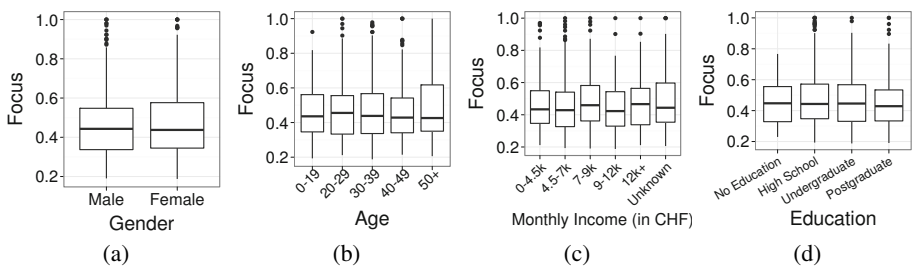 Focus
1.0
0.8
0.6
0.4
0.2
Male Female
Gender
(a)
Focus
1.0
0.8
0.6
0.4
0.2
0-19 20-29 30-39 40-49 50+
Age
(b)
Focus
1.0
0.8
0.6
0.4
0.2
0-4.5k 4.5-7k 7-9k 9-12k 12k+ Unknown
Monthly Income (in CHF)
(c)
Focus
1.0
0.8
0.6
0.4
0.2
No Education High School Undergraduate Postgraduate
Education
(d)